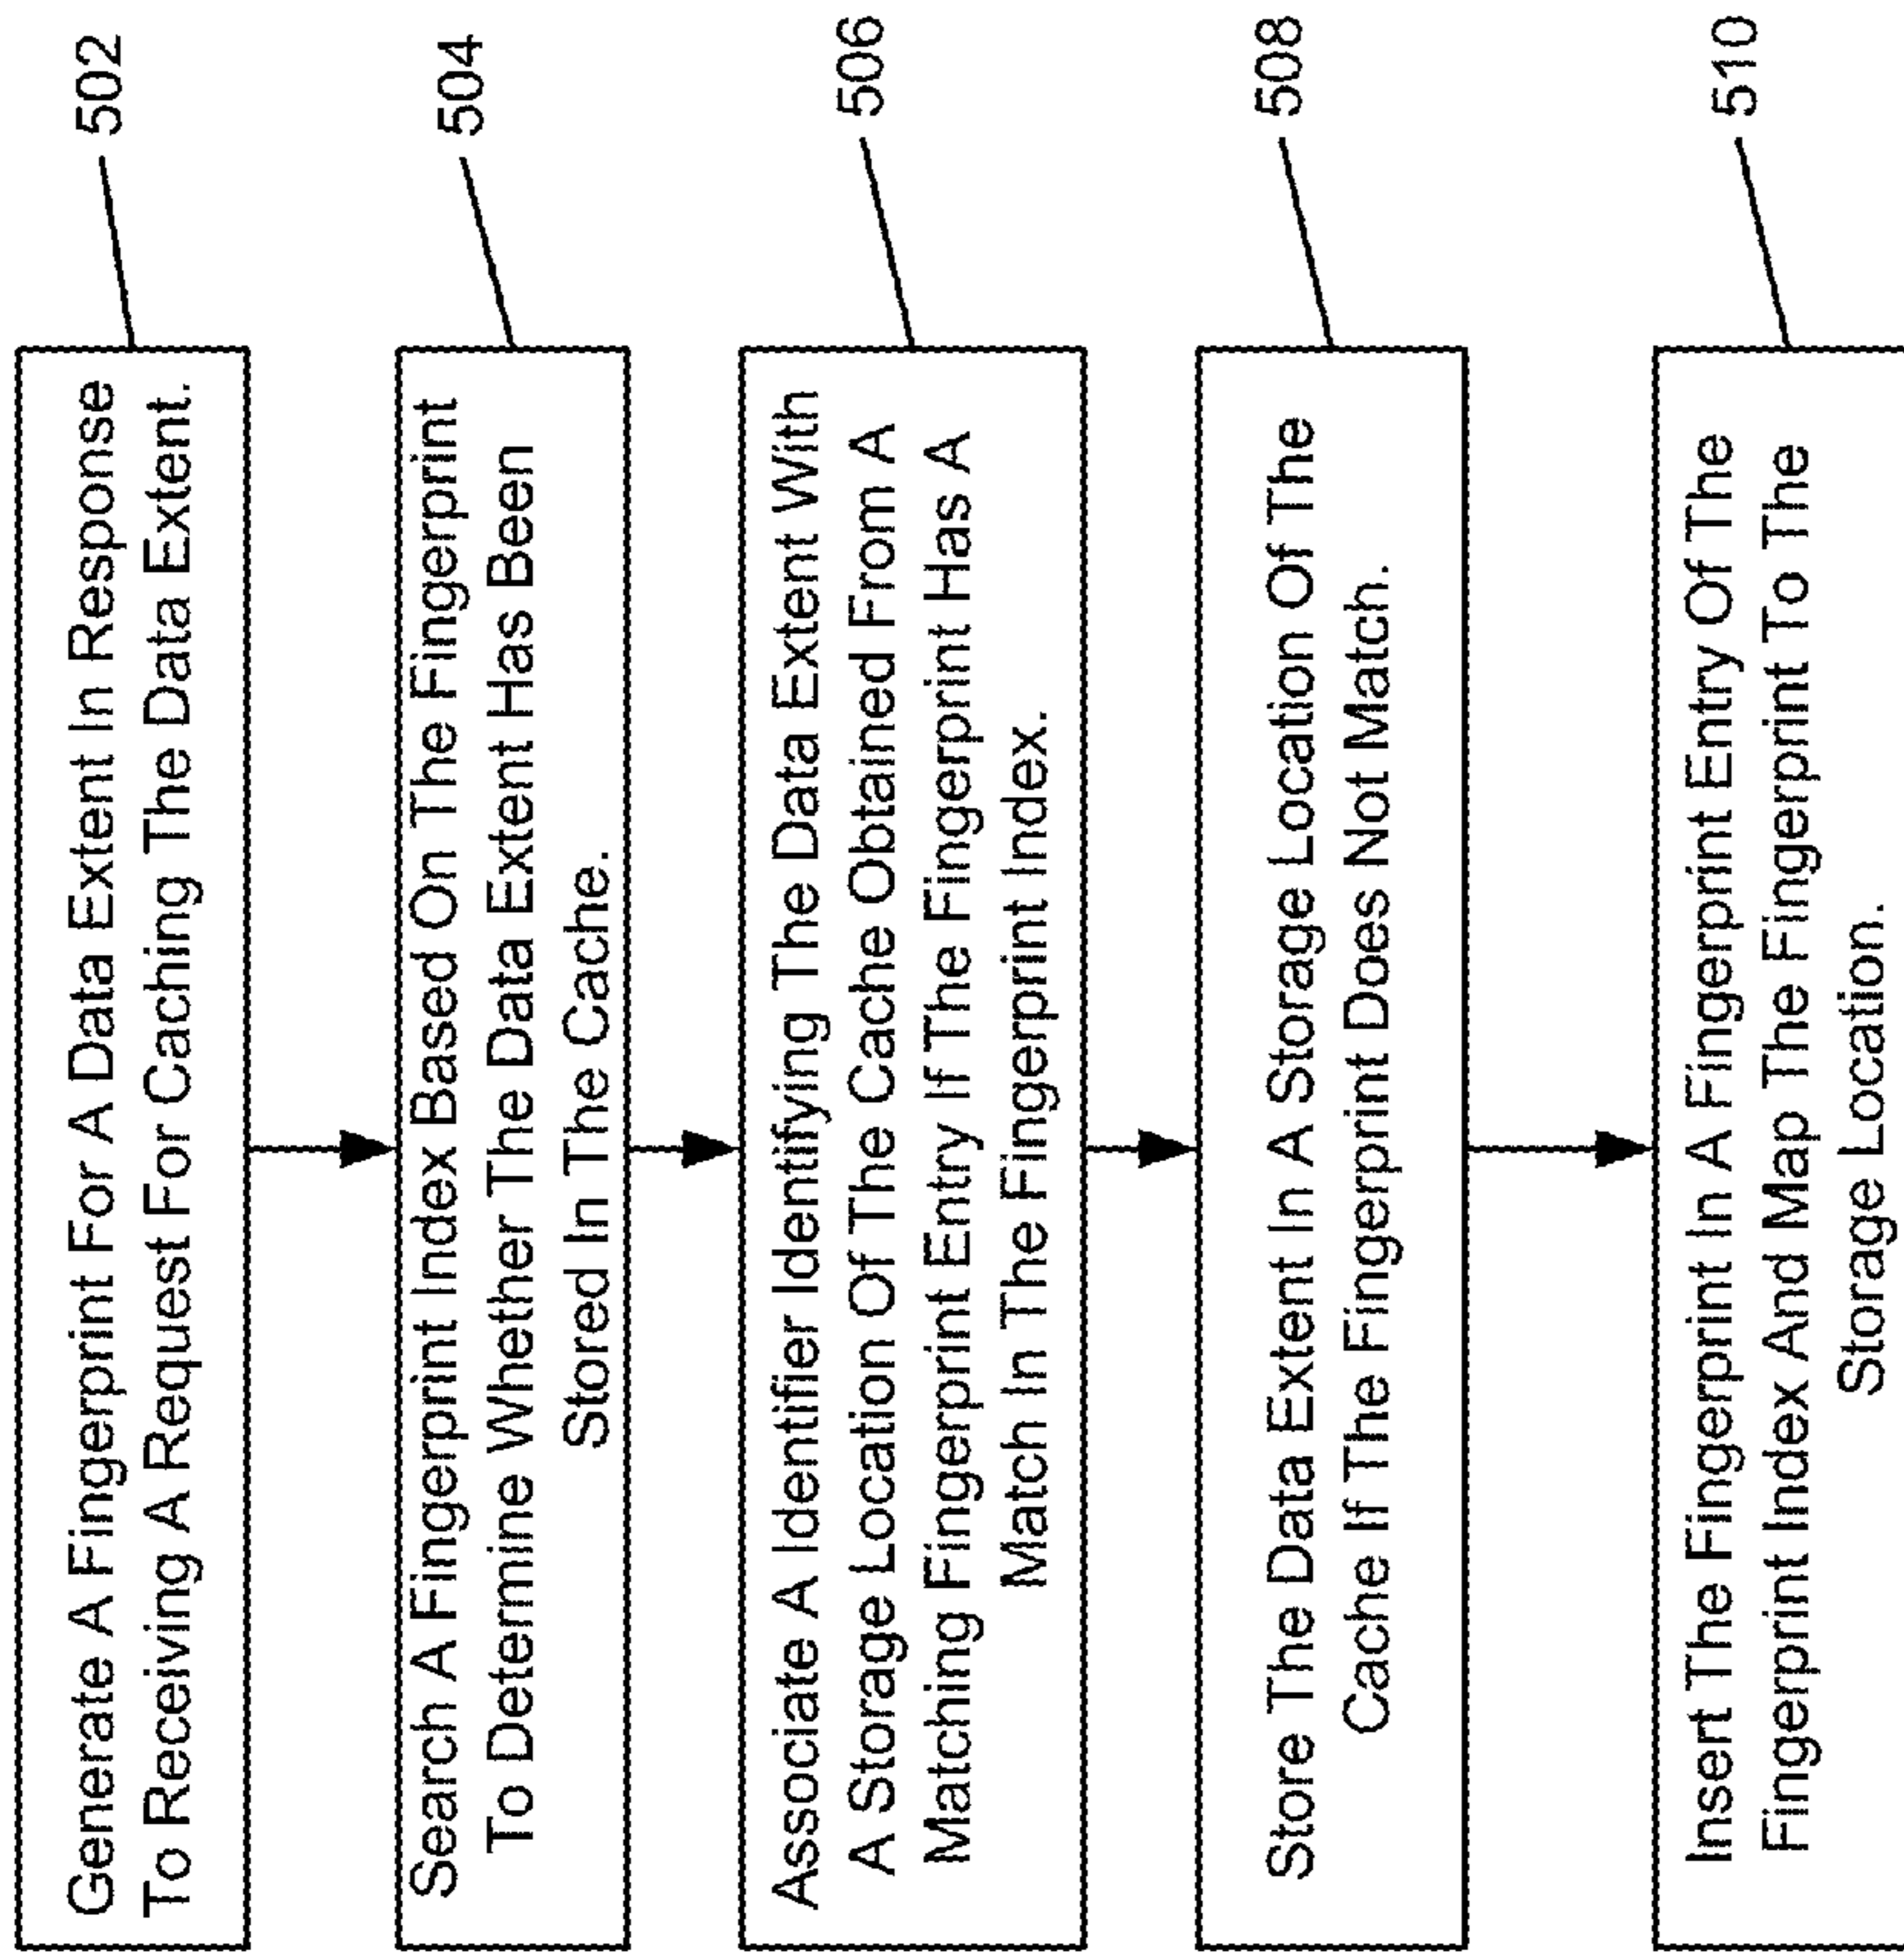 Generate A Fingerprint For A Data Extent In Response
To Receiving A Request For Caching The Data Extent.
502
Search A Fingerprint Index Based On The Fingerprint
To Determine Whether The Data Extent Has Been
Stored In The Cache.
504
Associate A Identifier Identifying The Data Extent With
A Storage Location Of The Cache Obtained From A
Matching Fingerprint Entry If The Fingerprint Has A
Match In The Fingerprint Index.
506
Store The Data Extent In A Storage Location Of The
Cache If The Fingerprint Does Not Match.
508
Insert The Fingerprint In A Fingerprint Entry Of The
Fingerprint Index And Map The Fingerprint To The
Storage Location.
510